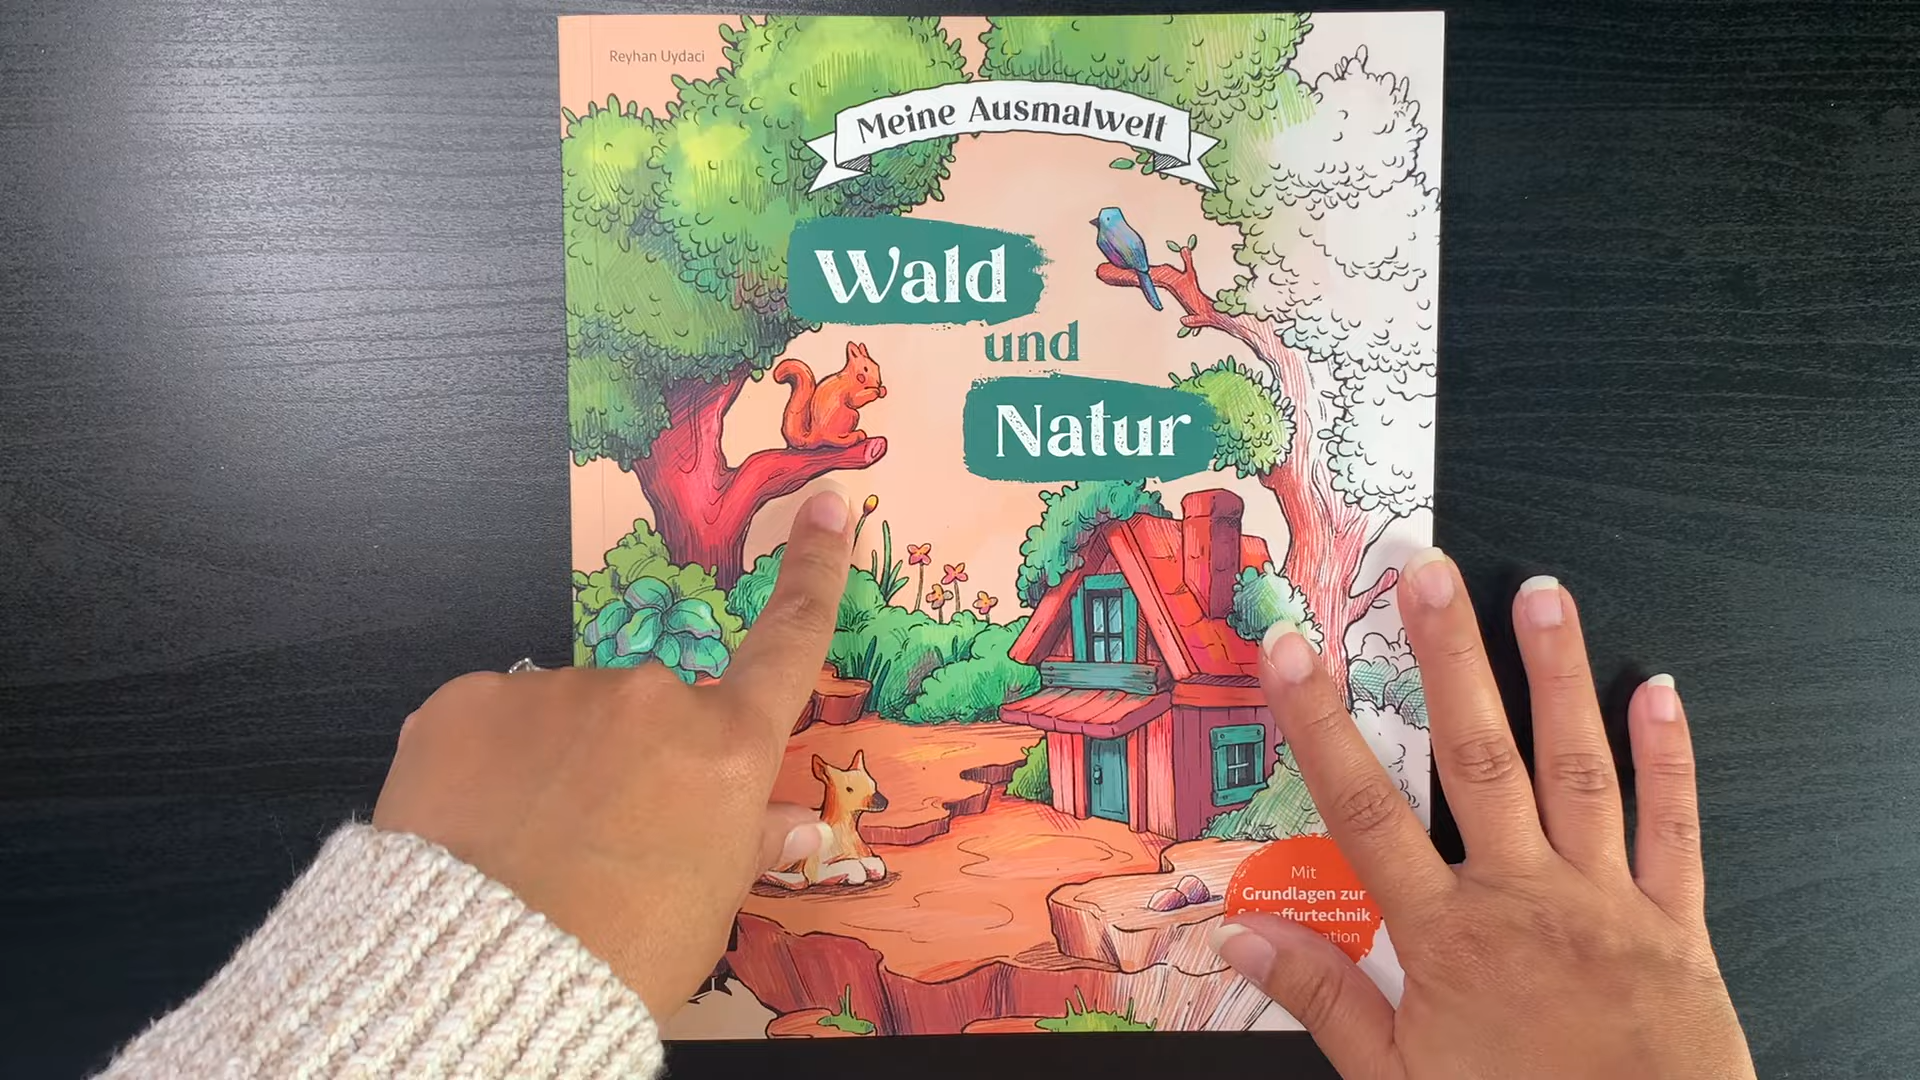 Reyhan Uydaci
Meine Ausmalwelt
Wald
und
Natur
Mit
Grundlagen zur